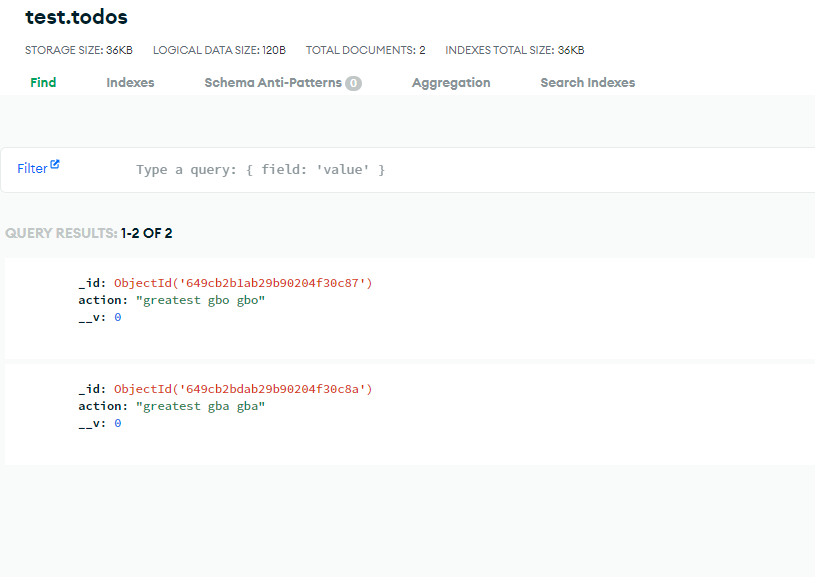 test.todos
STORAGE SIZE: 36KB LOGICAL DATA SIZE: 120B TOTAL DOCUMENTS: 2 INDEXES TOTAL SIZE: 36KB
Find Indexes Schema Anti-Patterns 0 Aggregation Search Indexes
Filter Type a query: { field: 'value' }
QUERY RESULTS: 1-2 OF 2
_id: ObjectId('649cb2b1ab29b90204f30c87')
action: "greatest gbo gbo"
__v: 0
_id: ObjectId('649cb2bdab29b90204f30c8a')
action: "greatest gba gba"
__v: 0